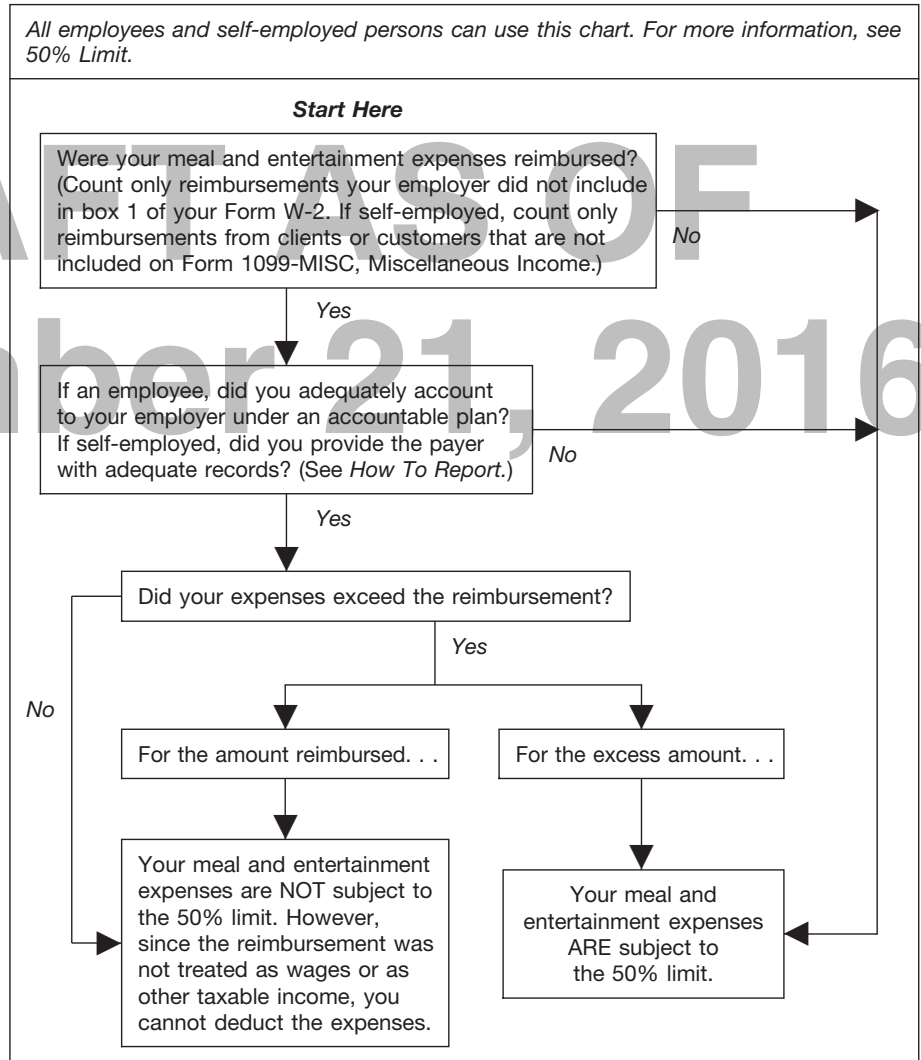 All employees and self-employed persons can use this chart. For more information, see
50% Limit.
Start Here
Were your meal and entertainment expenses reimbursed?
(Count only reimbursements your employer did not include
in box 1 of your Form W-2. If self-employed, count only
reimbursements from clients or customers that are not
included on Form 1099-MISC, Miscellaneous Income.)
No
AFT AS OF
Yes
mber 21, 2016
If an employee, did you adequately account
to your employer under an accountable plan?
If self-employed, did you provide the payer
with adequate records? (See How To Report.)
No
Yes
Did your expenses exceed the reimbursement?
Yes
No
For the amount reimbursed. . .
For the excess amount. . .
Your meal and entertainment
expenses are NOT subject to
the 50% limit. However,
since the reimbursement was
not treated as wages or as
other taxable income, you
cannot deduct the expenses.
Your meal and
entertainment expenses
ARE subject to
the 50% limit.